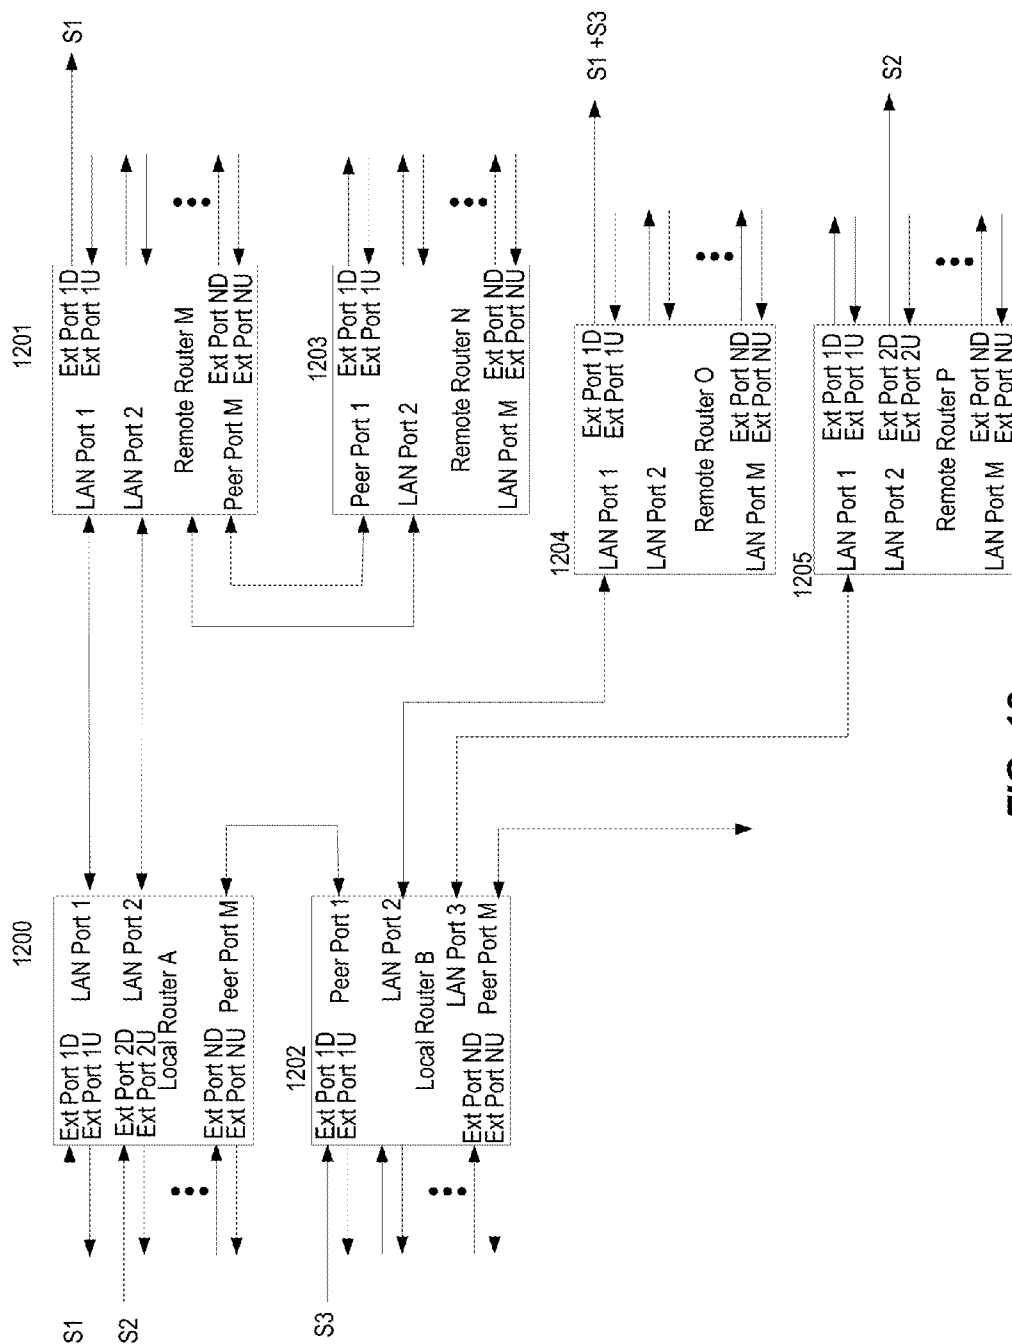 S1
S2
S3
1200
Ext Port 1D
Ext Port 1U
Ext Port 2D
Ext Port 2U
Local Router A
Ext Port ND
Ext Port NU
LAN Port 1
LAN Port 2
Peer Port M
1202
Ext Port 1D
Ext Port 1U
Local Router B
Ext Port ND
Ext Port NU
Peer Port 1
LAN Port 2
LAN Port 3
Peer Port M
1201
LAN Port 1
LAN Port 2
Remote Router M
Peer Port M
Ext Port 1D
Ext Port 1U
Ext Port ND
Ext Port NU
S1
1203
Peer Port 1
LAN Port 2
Remote Router N
LAN Port M
Ext Port 1D
Ext Port 1U
Ext Port ND
Ext Port NU
1204
LAN Port 1
LAN Port 2
Remote Router O
LAN Port M
Ext Port 1D
Ext Port 1U
Ext Port ND
Ext Port NU
S1 +S3
1205
LAN Port 1
LAN Port 2
Remote Router P
LAN Port M
Ext Port 1D
Ext Port 1U
Ext Port 2D
Ext Port 2U
Ext Port ND
Ext Port NU
S2